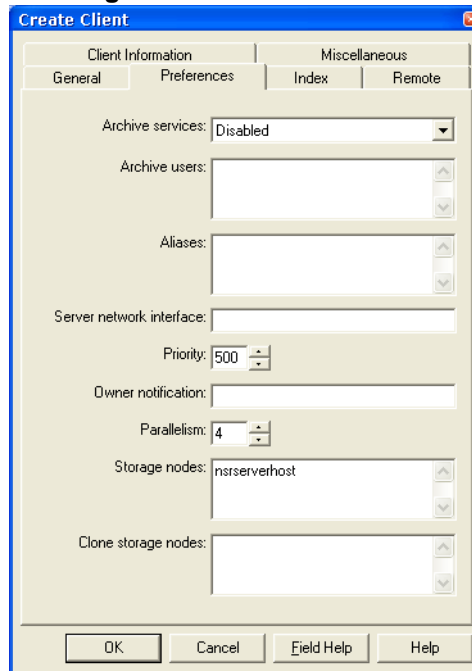 Create Client
Client Information Miscellaneous
General Preferences Index Remote
Archive services: Disabled
Archive users:
Aliases:
Server network interface:
Priority: 500
Owner notification:
Parallelism: 4
Storage nodes: nsrserverhost
Clone storage nodes:
OK Cancel Field Help Help